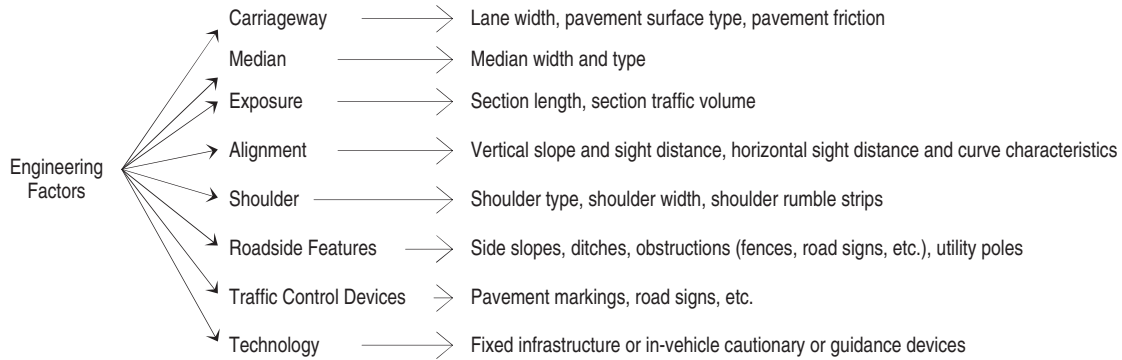 Carriageway Lane width, pavement surface type, pavement friction
Median Median width and type
Exposure Section length, section traffic volume
Engineering Factors
Alignment Vertical slope and sight distance, horizontal sight distance and curve characteristics
Shoulder Shoulder type, shoulder width, shoulder rumble strips
Roadside Features Side slopes, ditches, obstructions (fences, road signs, etc.), utility poles
Traffic Control Devices Pavement markings, road signs, etc.
Technology Fixed infrastructure or in-vehicle cautionary or guidance devices